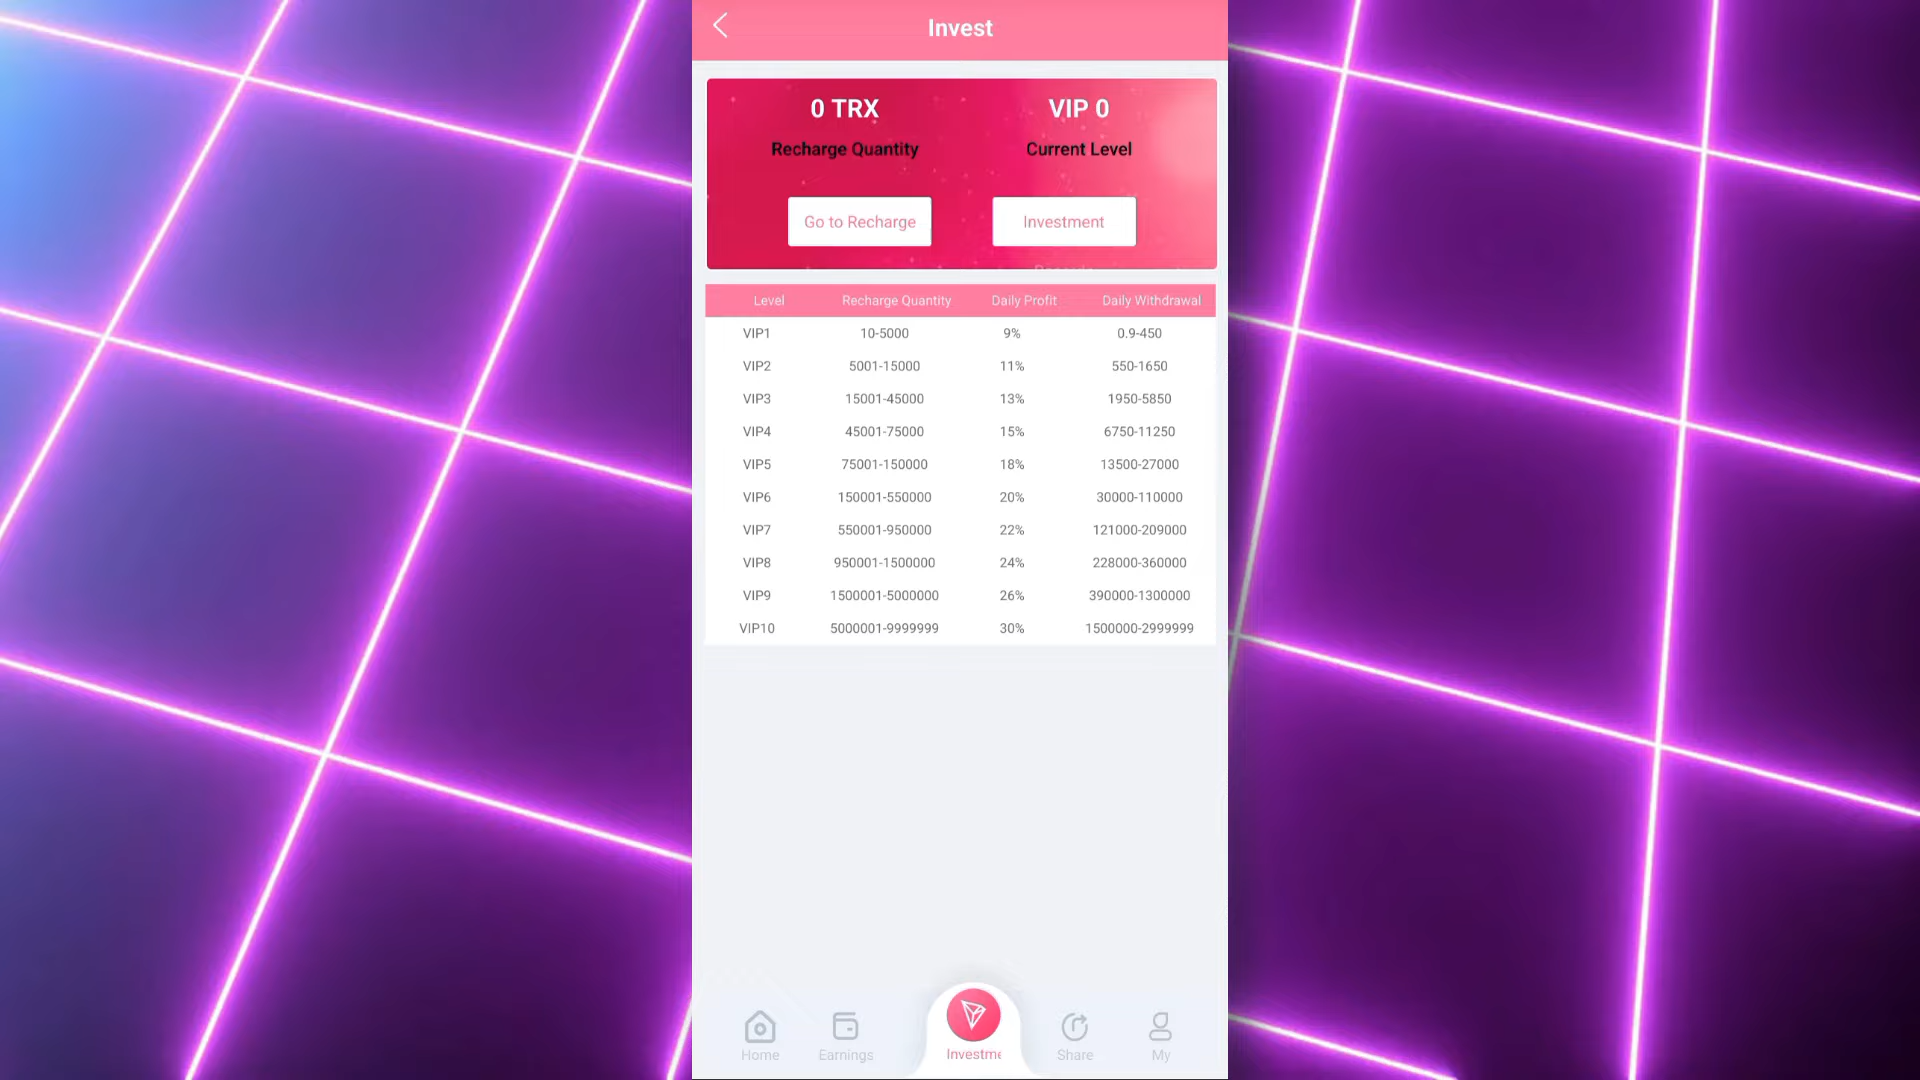 Invest
0 TRX VIP 0
Recharge Quantity Current Level
Go to Recharge Investment
Level Recharge Quantity Daily Profit Daily Withdrawal
VIP1 10-5000 9% 0.9-450
VIP2 5001-15000 11% 550-1650
VIP3 15001-45000 13% 1950-5850
VIP4 45001-75000 15% 6750-11250
VIP5 75001-150000 18% 13500-27000
VIP6 150001-550000 20% 30000-110000
VIP7 550001-950000 22% 121000-209000
VIP8 950001-1500000 24% 228000-360000
VIP9 1500001-5000000 26% 390000-1300000
VIP10 5000001-9999999 30% 1500000-2999999
Home Earnings Investme Share My